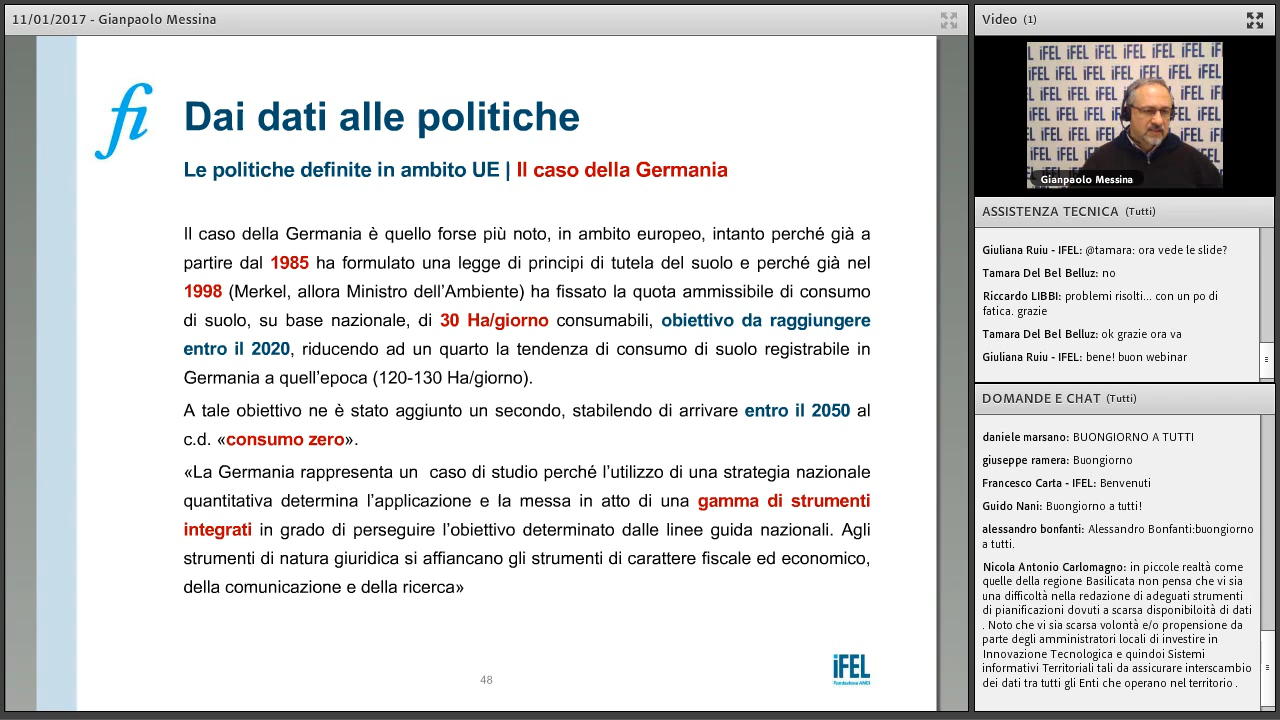 11/01/2017 - Gianpaolo Messina
fi
Dai dati alle politiche
Le politiche definite in ambito UE | Il caso della Germania
Il caso della Germania è quello forse più noto, in ambito europeo, intanto perché già a
partire dal 1985 ha formulato una legge di principi di tutela del suolo e perché già nel
1998 (Merkel, allora Ministro dell'Ambiente) ha fissato la quota ammissibile di consumo
di suolo, su base nazionale, di 30 Ha/giorno consumabili, obiettivo da raggiungere
entro il 2020, riducendo ad un quarto la tendenza di consumo di suolo registrabile in
Germania a quell'epoca (120-130 Ha/giorno).
A tale obiettivo ne è stato aggiunto un secondo, stabilendo di arrivare entro il 2050 al
c.d. «consumo zero».
«La Germania rappresenta un  caso di studio perché l'utilizzo di una strategia nazionale
quantitativa determina l'applicazione e la messa in atto di una gamma di strumenti
integrati in grado di perseguire l'obiettivo determinato dalle linee guida nazionali. Agli
strumenti di natura giuridica si affiancano gli strumenti di carattere fiscale ed economico,
della comunicazione e della ricerca»
48
iFEL
Fondazione ANCI
Video (1)
iFEL iFEL iFEL iFEL iFEL
Gianpaolo Messina
ASSISTENZA TECNICA (Tutti)
Giuliana Ruiu - IFEL: @tamara: ora vede le slide?
Tamara Del Bel Belluz: no
Riccardo LIBBI: problemi risolti... con un po di
fatica. grazie
Tamara Del Bel Belluz: ok grazie ora va
Giuliana Ruiu - IFEL: bene! buon webinar
DOMANDE E CHAT (Tutti)
daniele marsano: BUONGIORNO A TUTTI
giuseppe ramera: Buongiorno
Francesco Carta - IFEL: Benvenuti
Guido Nani: Buongiorno a tutti!
alessandro bonfanti: Alessandro Bonfanti:buongiorno
a tutti.
Nicola Antonio Carlomagno: in piccole realtà come
quelle della regione Basilicata non pensa che vi sia
una difficoltà nella redazione di adeguati strumenti
di pianificazioni dovuti a scarsa disponibiloità di dati
. Noto che vi sia scarsa volontà e/o propensione da
parte degli amministratori locali di investire in
Innovazione Tecnologica e quindoi Sistemi
informativi Territoriali tali da assicurare interscambio
dei dati tra tutti gli Enti che operano nel territorio .